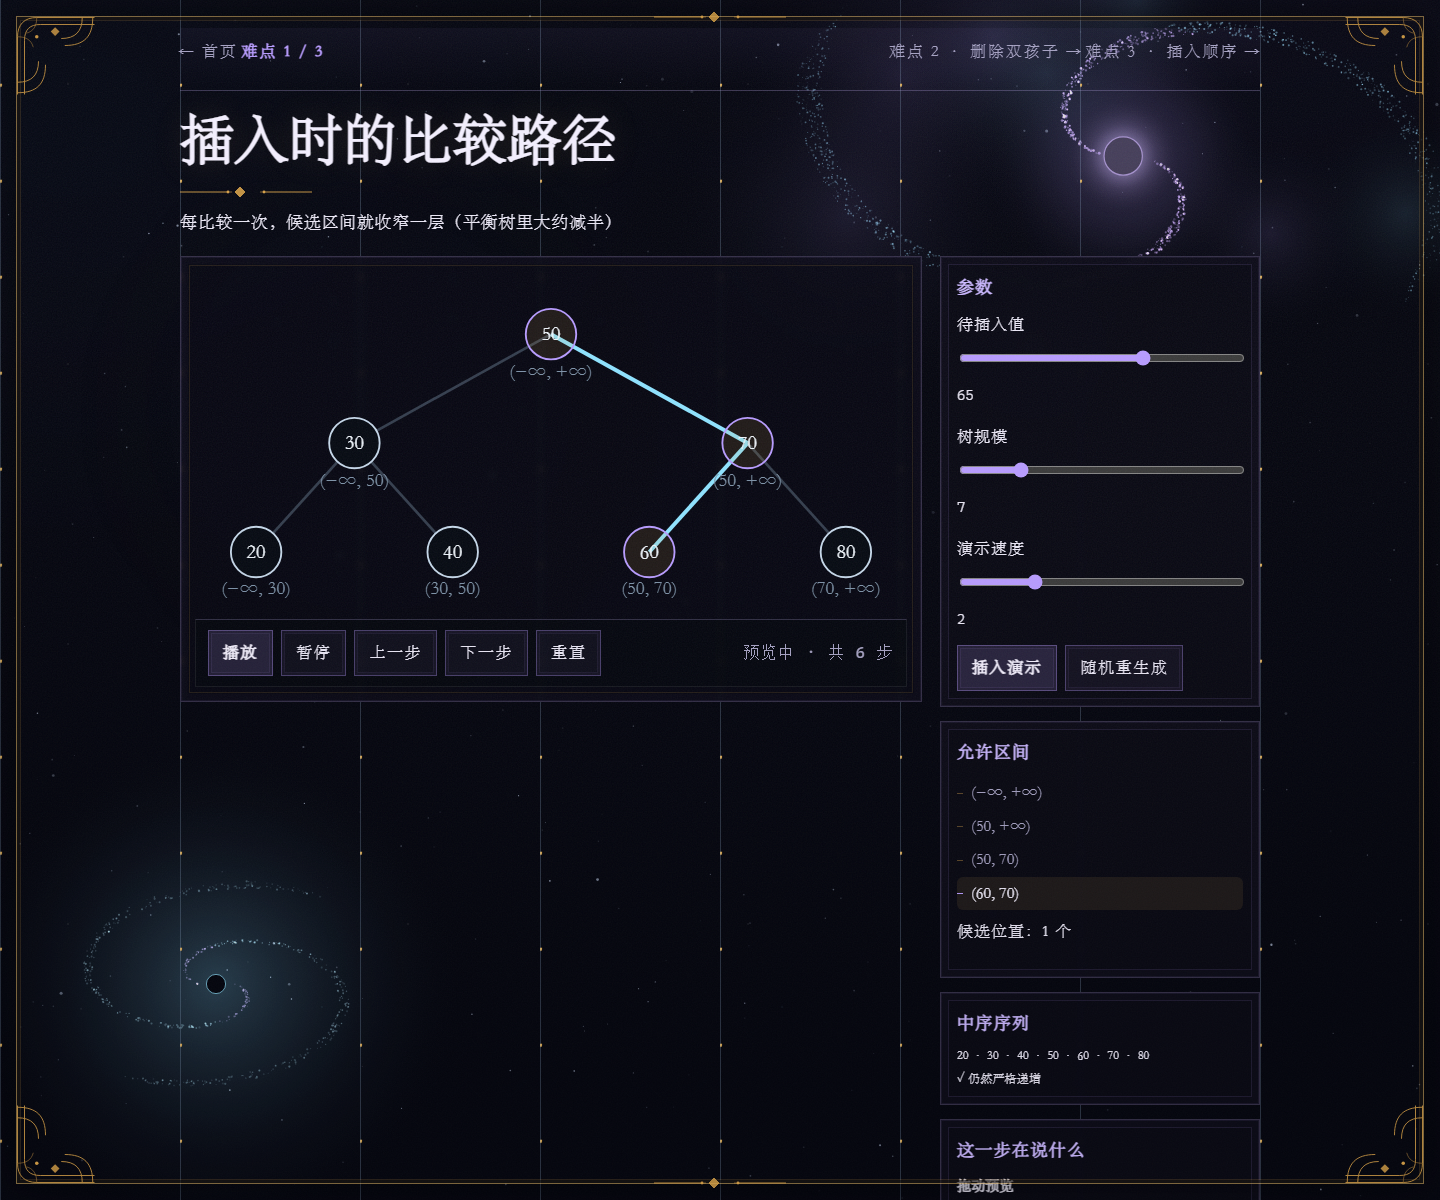 ← 首页 难点 1 / 3
难点 2 · 删除双孩子 → 难点 3 · 插入顺序 →
插入时的比较路径
每比较一次，候选区间就收窄一层（平衡树里大约减半）
50
(−∞, +∞)
30
(−∞, 50)
70
(50, +∞)
20
(−∞, 30)
40
(30, 50)
60
(50, 70)
80
(70, +∞)
播放
暂停
上一步
下一步
重置
预览中 · 共 6 步
参数
待插入值
65
树规模
7
演示速度
2
插入演示
随机重生成
允许区间
(−∞, +∞)
(50, +∞)
(50, 70)
(60, 70)
候选位置：1 个
中序序列
20 · 30 · 40 · 50 · 60 · 70 · 80
✓ 仍然严格递增
这一步在说什么
拖动预览